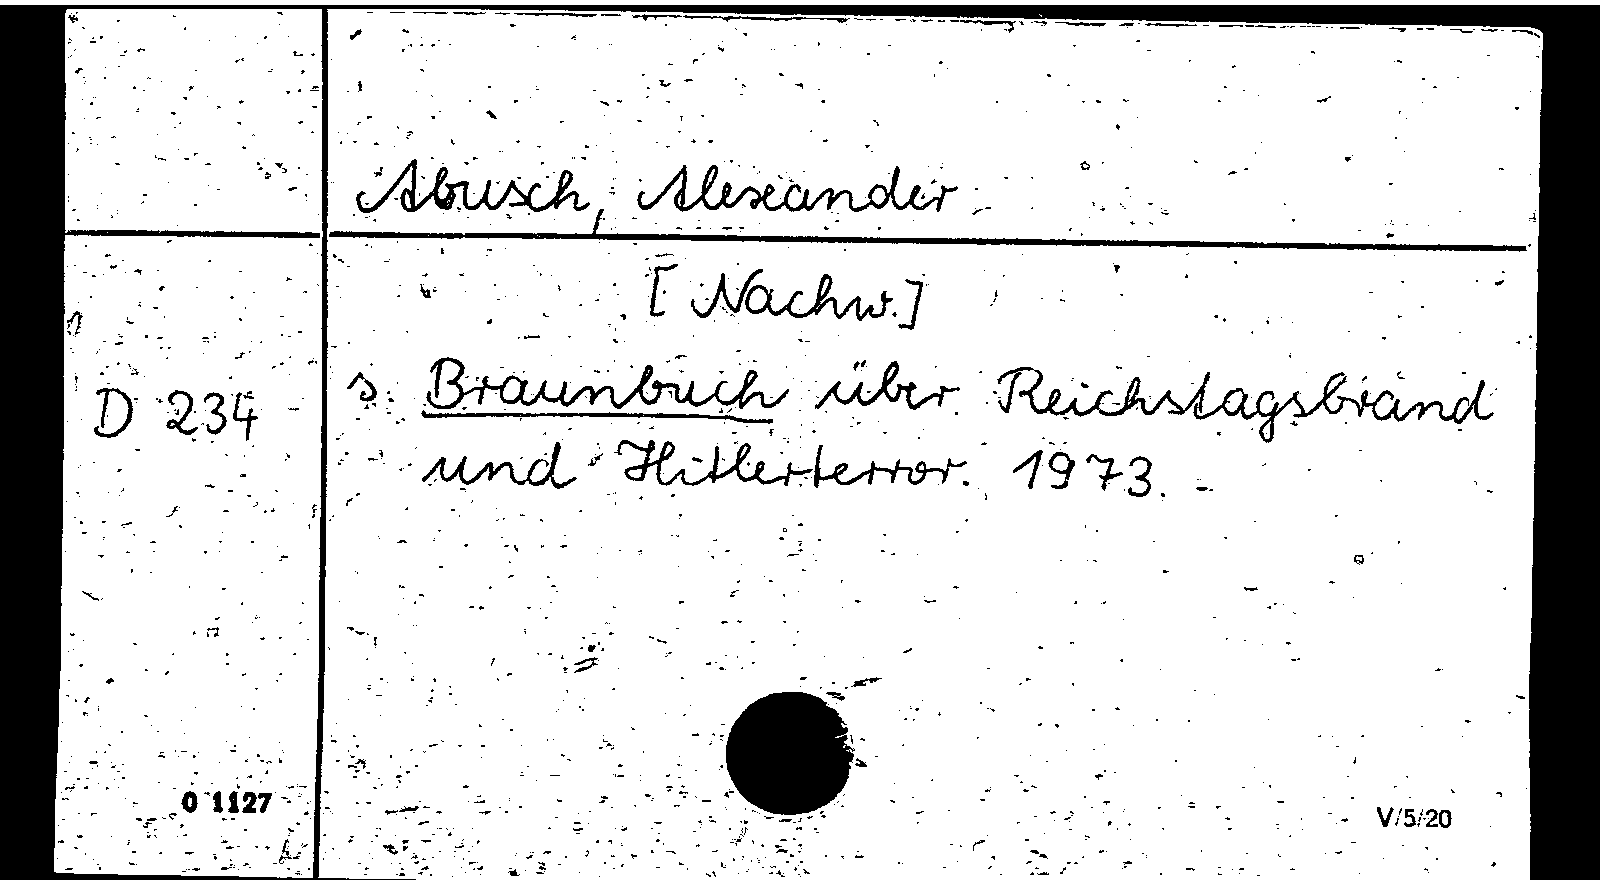 Abusch, Alexander
[Nachw.]
D 234
s. Braunbuch über Reichstagsbrand
und Hitlerterror. 1973. -
0 1127
V/5/20